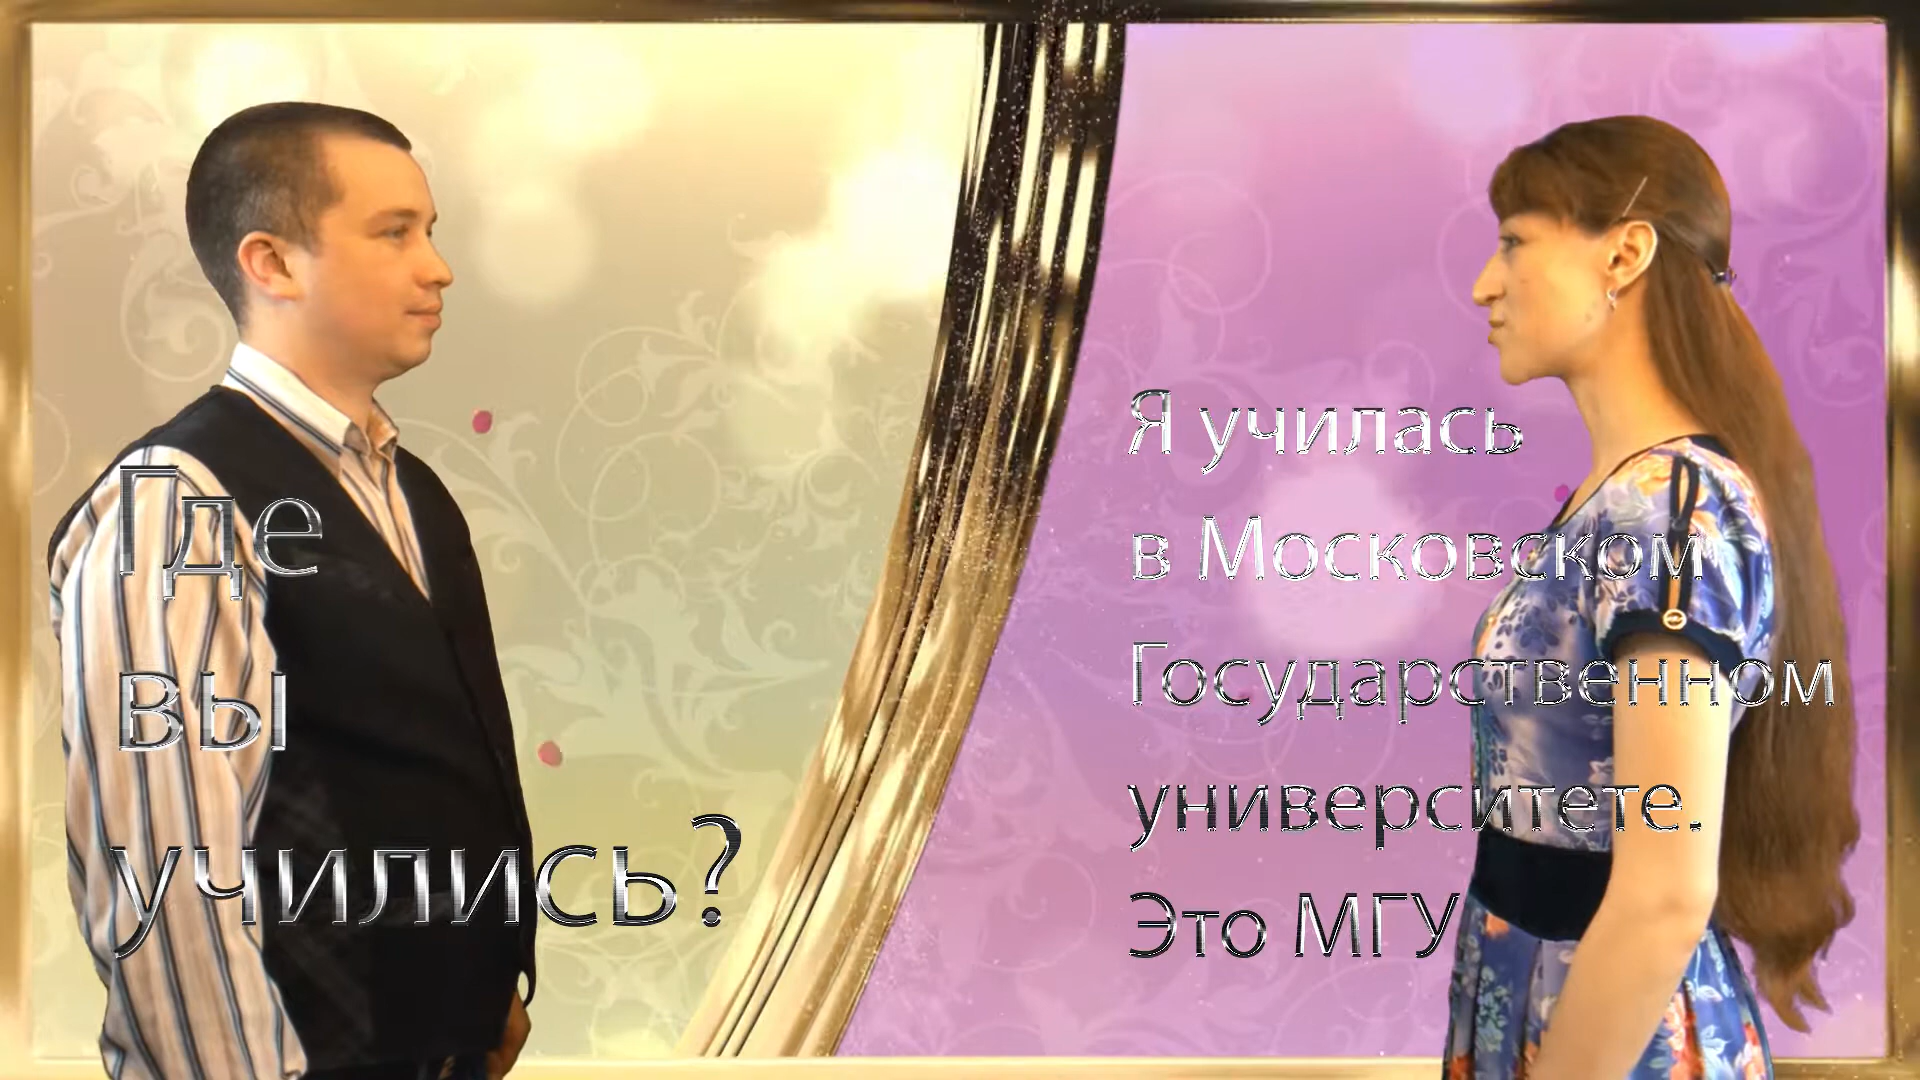 Где
вы
учились?
Я училась
в Московском
Государственном
университете.
Это МГУ